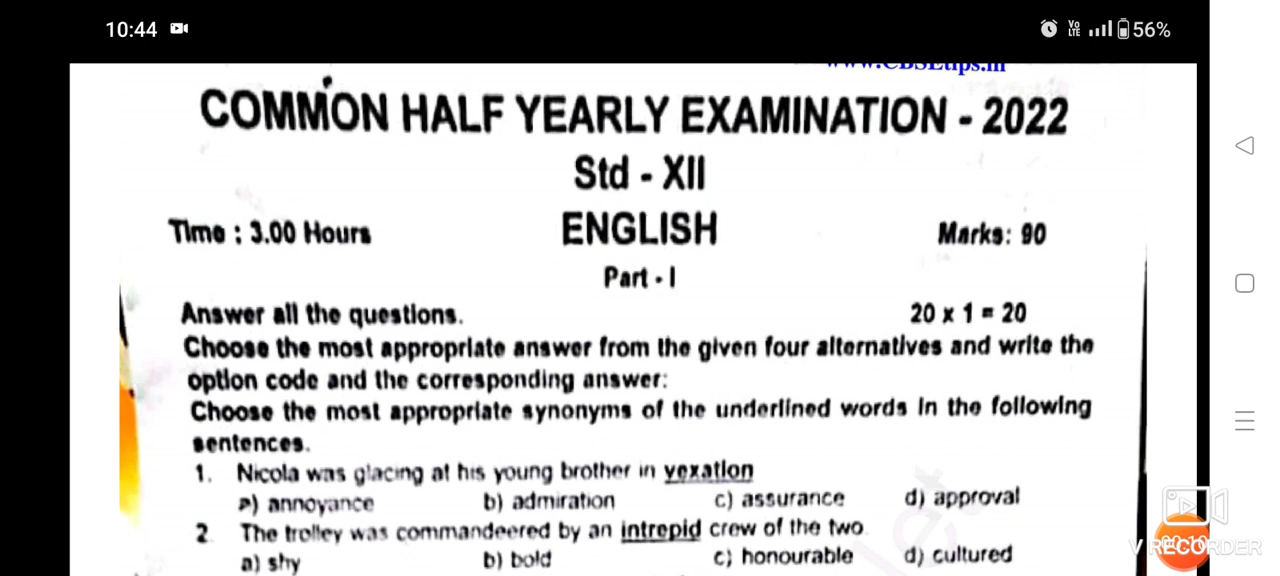 10:44 Vo LTE 56%
COMMON HALF YEARLY EXAMINATION - 2022
Std - XII
Time : 3.00 Hours ENGLISH Marks: 90
Part - I
Answer all the questions. 20 x 1 = 20
Choose the most appropriate answer from the given four alternatives and write the
option code and the corresponding answer:
Choose the most appropriate synonyms of the underlined words in the following
sentences.
1. Nicola was glacing at his young brother in vexation
a) annoyance b) admiration c) assurance d) approval
2. The trolley was commandeered by an intrepid crew of the two.
a) shy b) bold c) honourable d) cultured
V RECORDER